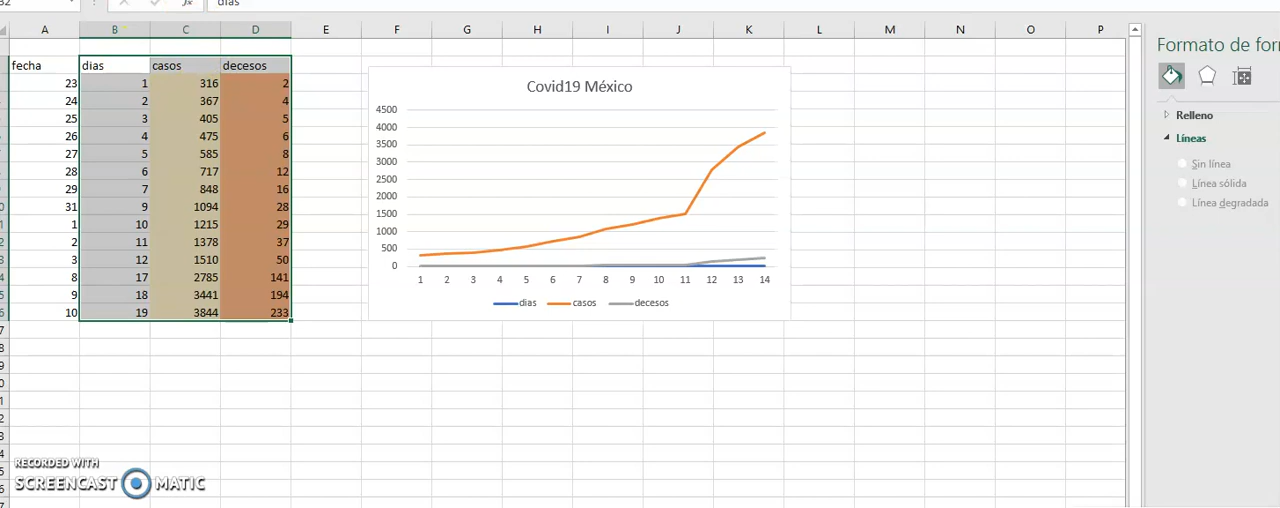 días
A B C D E F G H I J K L M N O P
fecha dias casos decesos
23 1 316 2
24 2 367 4
25 3 405 5
26 4 475 6
27 5 585 8
28 6 717 12
29 7 848 16
31 9 1094 28
1 10 1215 29
2 11 1378 37
3 12 1510 50
8 17 2785 141
9 18 3441 194
10 19 3844 233
Covid19 México
4500
4000
3500
3000
2500
2000
1500
1000
500
0
1 2 3 4 5 6 7 8 9 10 11 12 13 14
dias casos decesos
Relleno
Líneas
Sin línea
Línea sólida
Línea degradada
RECORDED WITH
SCREENCAST MATIC